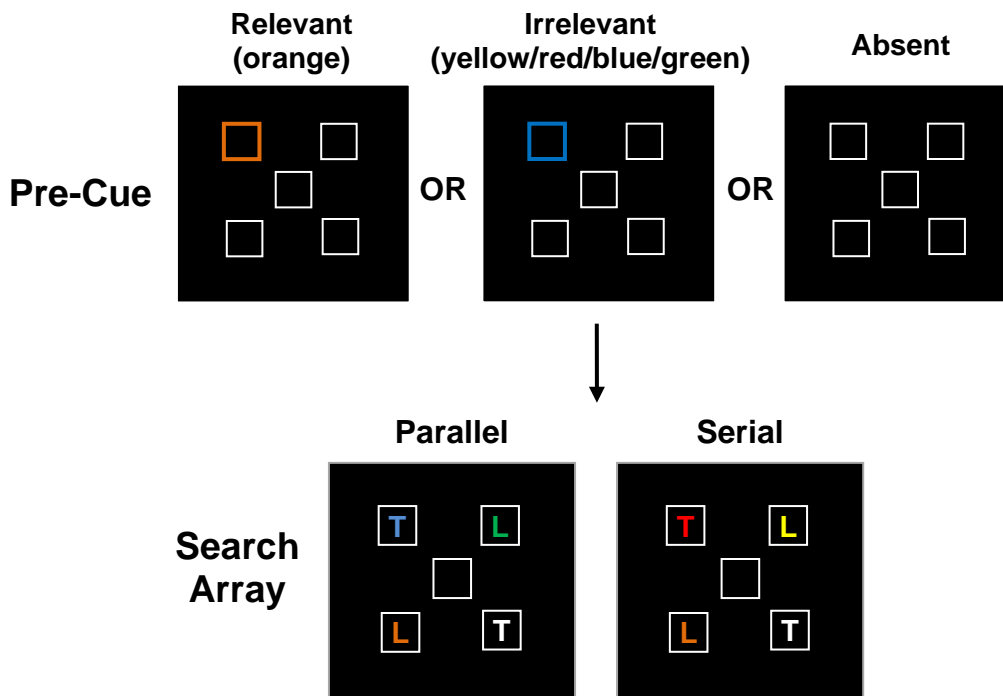 Relevant
(orange)
Irrelevant
(yellow/red/blue/green)
Absent
Pre-Cue
OR
OR
Parallel
Serial
Search
Array
T L
L T
T L
L T